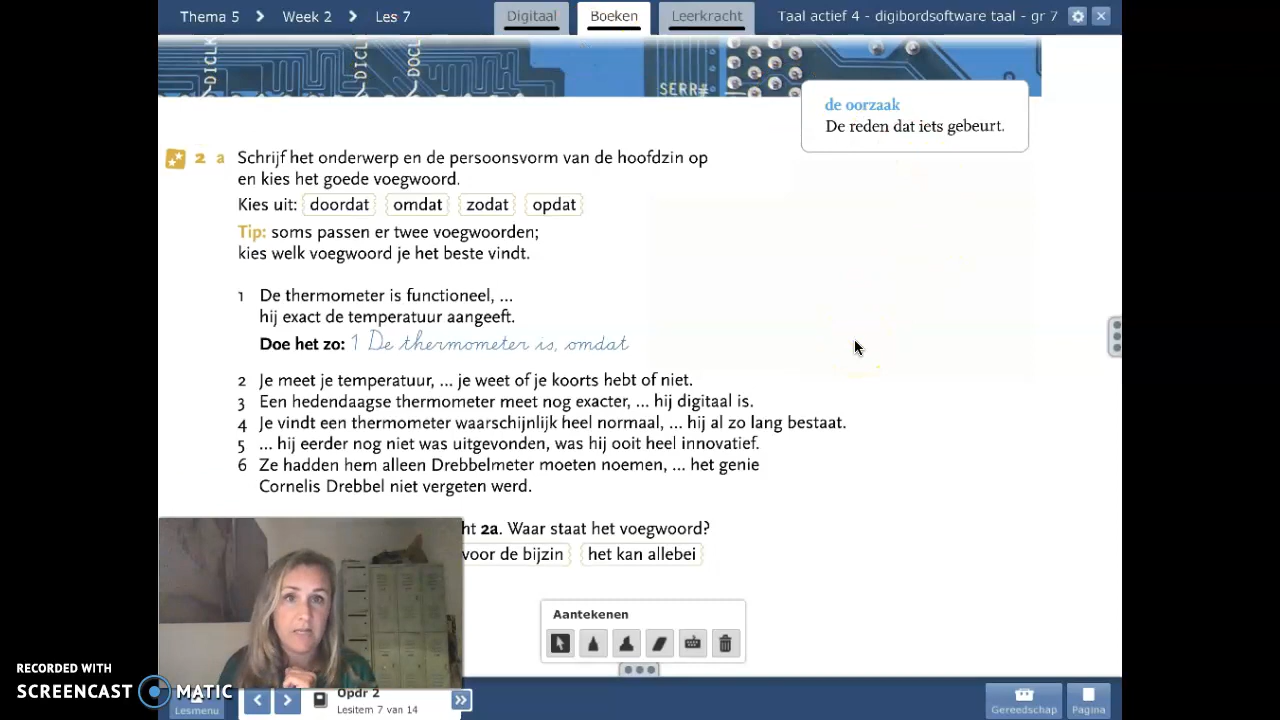 Thema 5 > Week 2 > Les 7
Digitaal
Boeken
Leerkracht
Taal actief 4 - digibordsoftware taal - gr 7
DICLK
DICL
DOCL
SERR#
de oorzaak
De reden dat iets gebeurt.
2 a Schrijf het onderwerp en de persoonsvorm van de hoofdzin op
en kies het goede voegwoord.
Kies uit: doordat omdat zodat opdat
Tip: soms passen er twee voegwoorden;
kies welk voegwoord je het beste vindt.
1 De thermometer is functioneel, ...
hij exact de temperatuur aangeeft.
Doe het zo: 1 De thermometer is, omdat
2 Je meet je temperatuur, ... je weet of je koorts hebt of niet.
3 Een hedendaagse thermometer meet nog exacter, ... hij digitaal is.
4 Je vindt een thermometer waarschijnlijk heel normaal, ... hij al zo lang bestaat.
5 ... hij eerder nog niet was uitgevonden, was hij ooit heel innovatief.
6 Ze hadden hem alleen Drebbelmeter moeten noemen, ... het genie
Cornelis Drebbel niet vergeten werd.
ht 2a. Waar staat het voegwoord?
voor de bijzin het kan allebei
Aantekenen
RECORDED WITH
SCREENCAST MATIC
Lesmenu
Opdr 2
Lesitem 7 van 14
Gereedschap
Pagina